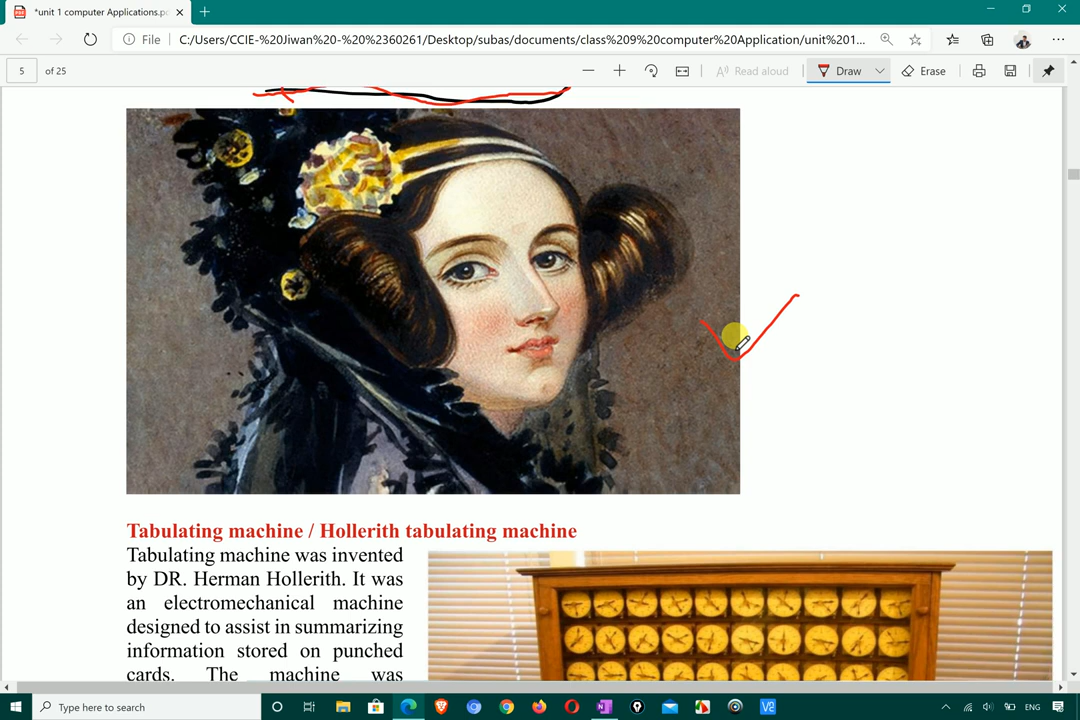 *unit 1 computer Applications.pc
File
C:/Users/CCIE-%20Jiwan%20-%20%2360261/Desktop/subas/documents/class%209%20computer%20Application/unit%201...
5 of 25
Read aloud
Draw
Erase
Tabulating machine / Hollerith tabulating machine
Tabulating machine was invented
by DR. Herman Hollerith. It was
an electromechanical machine
designed to assist in summarizing
information stored on punched
cards. The machine was
Type here to search
ENG